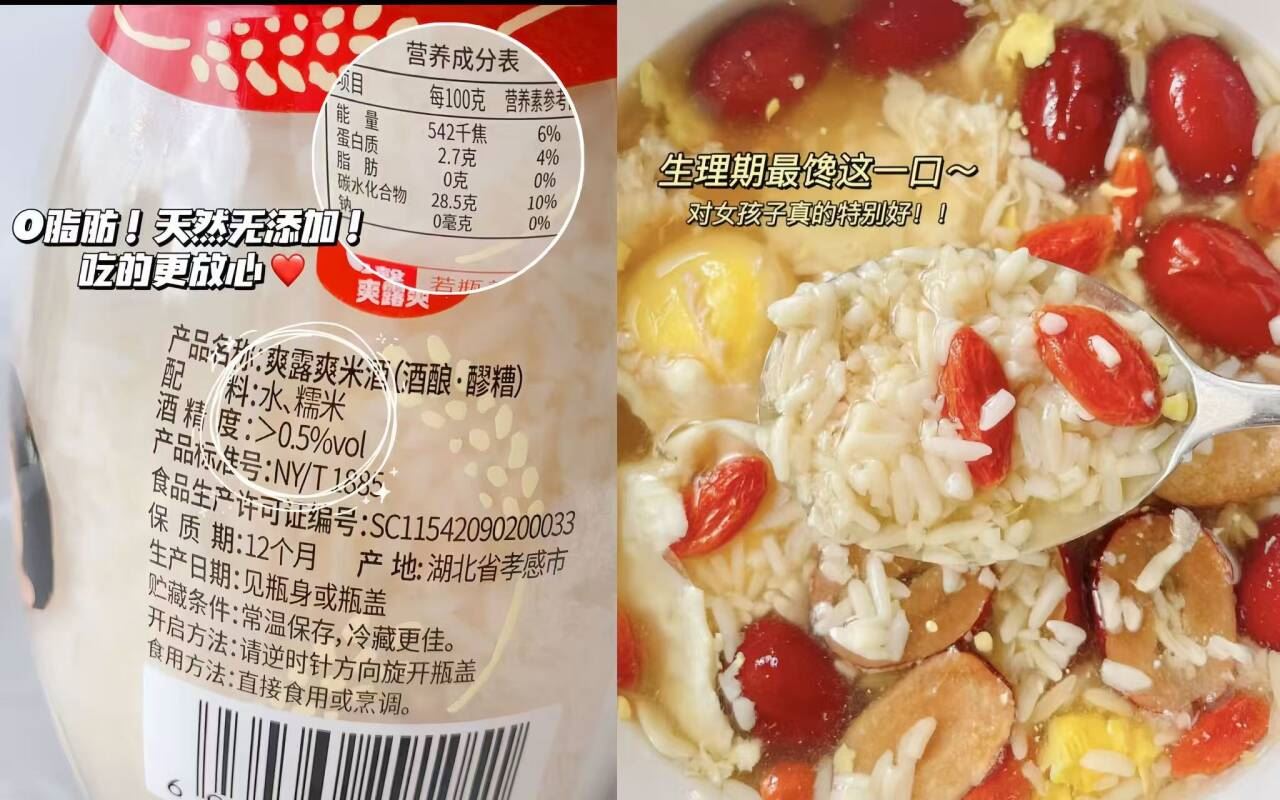 营养成分表
项目 每100克 营养素参考
能 量 542千焦 6%
蛋白质 2.7克 4%
脂 肪 0克 0%
碳水化合物 28.5克 10%
钠 0毫克 0%
0脂肪！天然无添加！
吃的更放心❤️
爽露爽
若瓶
产品名称:爽露爽米酒(酒酿·醪糟)
配 料:水、糯米
酒 精 度:>0.5%vol
产品标准号:NY/T 1885
食品生产许可证编号:SC11542090200033
保 质 期:12个月 产 地:湖北省孝感市
生产日期:见瓶身或瓶盖
贮藏条件:常温保存,冷藏更佳。
开启方法:请逆时针方向旋开瓶盖
食用方法:直接食用或烹调。
6
生理期最馋这一口～
对女孩子真的特别好！！